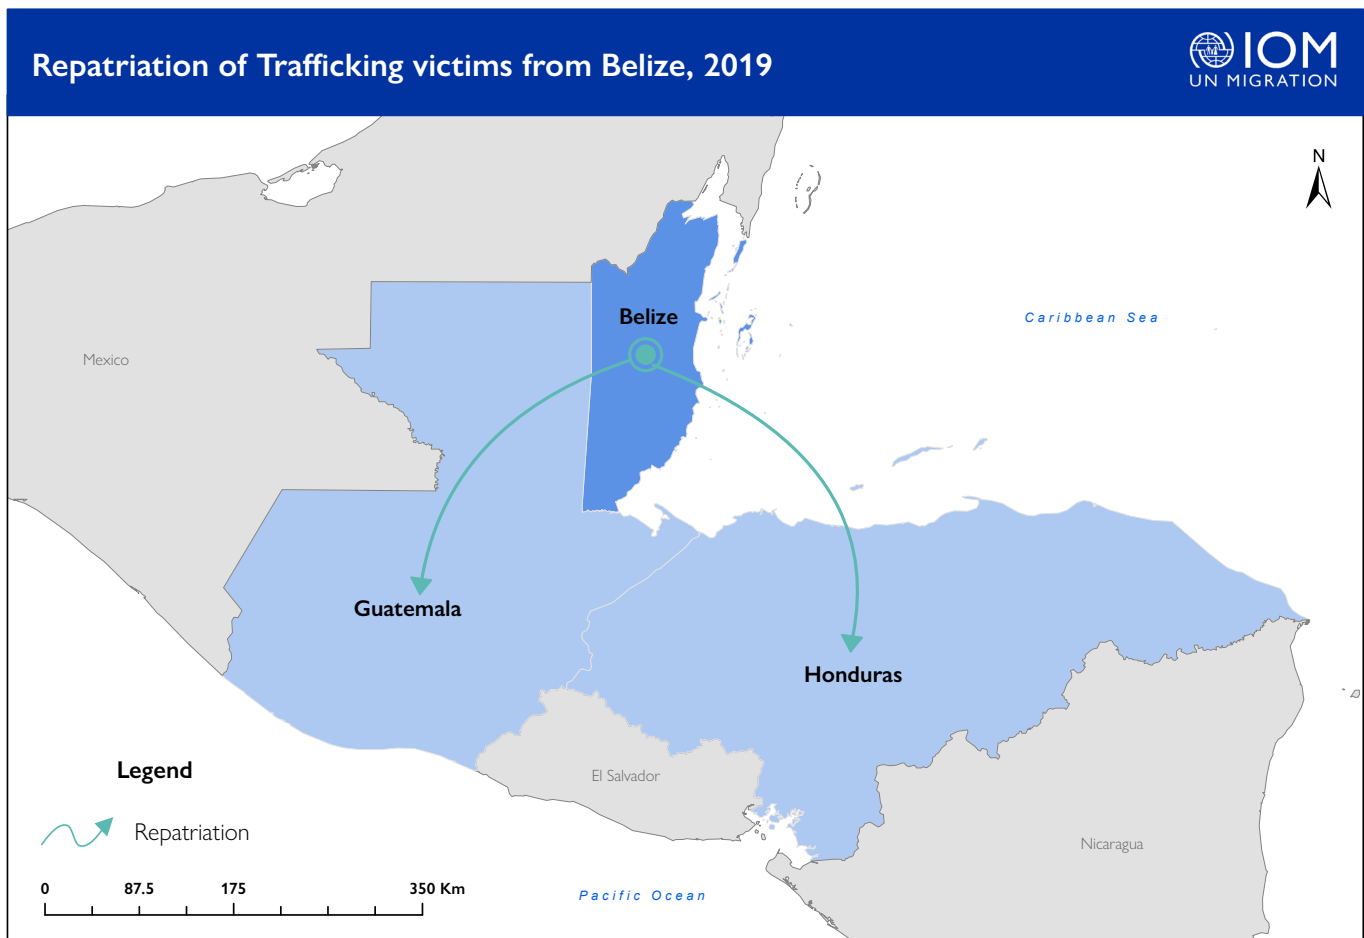 Repatriation of Trafficking victims from Belize, 2019
IOM
UN MIGRATION
N
Belize
Caribbean Sea
Mexico
Guatemala
Honduras
El Salvador
Nicaragua
Pacific Ocean
Legend
Repatriation
0 87.5 175 350 Km